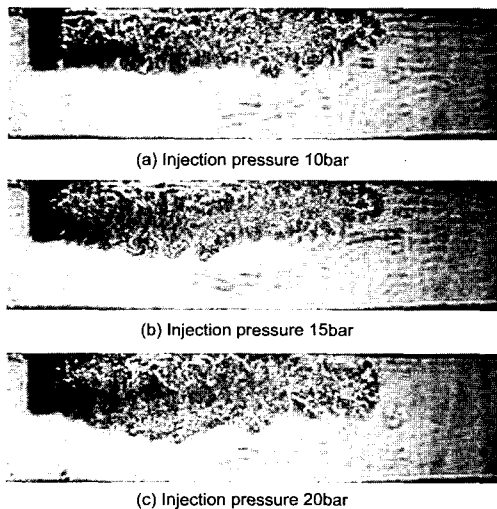 (a) Injection pressure 10bar
(b) Injection pressure 15bar
(c) Injection pressure 20bar